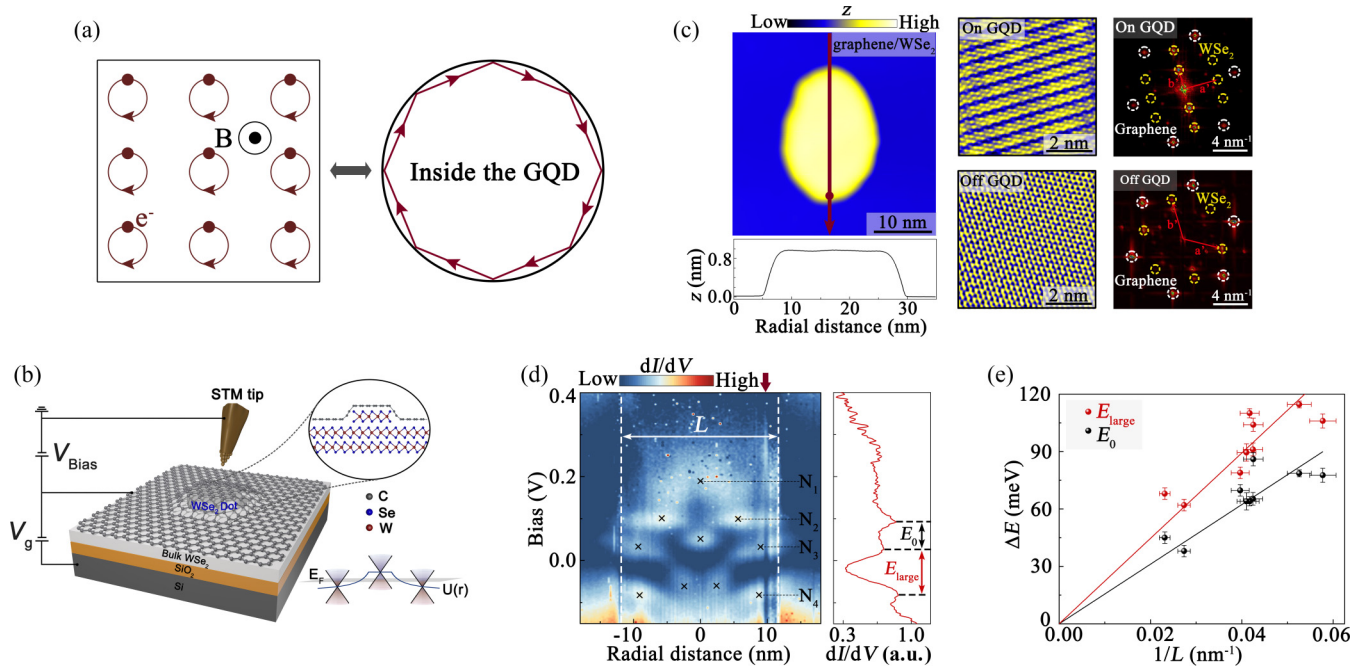 (a)
B
e⁻
Inside the GQD
(b)
STM tip
V_Bias
V_g
WSe₂ Dot
Bulk WSe₂
SiO₂
Si
C
Se
W
E_F
U(r)
(c)
Low z High
graphene/WSe₂
10 nm
z (nm)
0.8
0.0
0 10 20 30
Radial distance (nm)
On GQD
2 nm
On GQD
WSe₂
b*
a*
Graphene
4 nm⁻¹
Off GQD
2 nm
Off GQD
WSe₂
b*
a*
Graphene
4 nm⁻¹
(d)
dI/dV
Low High
L
N₁
N₂
N₃
N₄
Bias (V)
0.4
0.2
0.0
-10 0 10
Radial distance (nm)
E₀
E_large
0.3 1.0
dI/dV (a.u.)
(e)
E_large
E₀
ΔE (meV)
120
90
60
30
0
0.00 0.02 0.04 0.06
1/L (nm⁻¹)